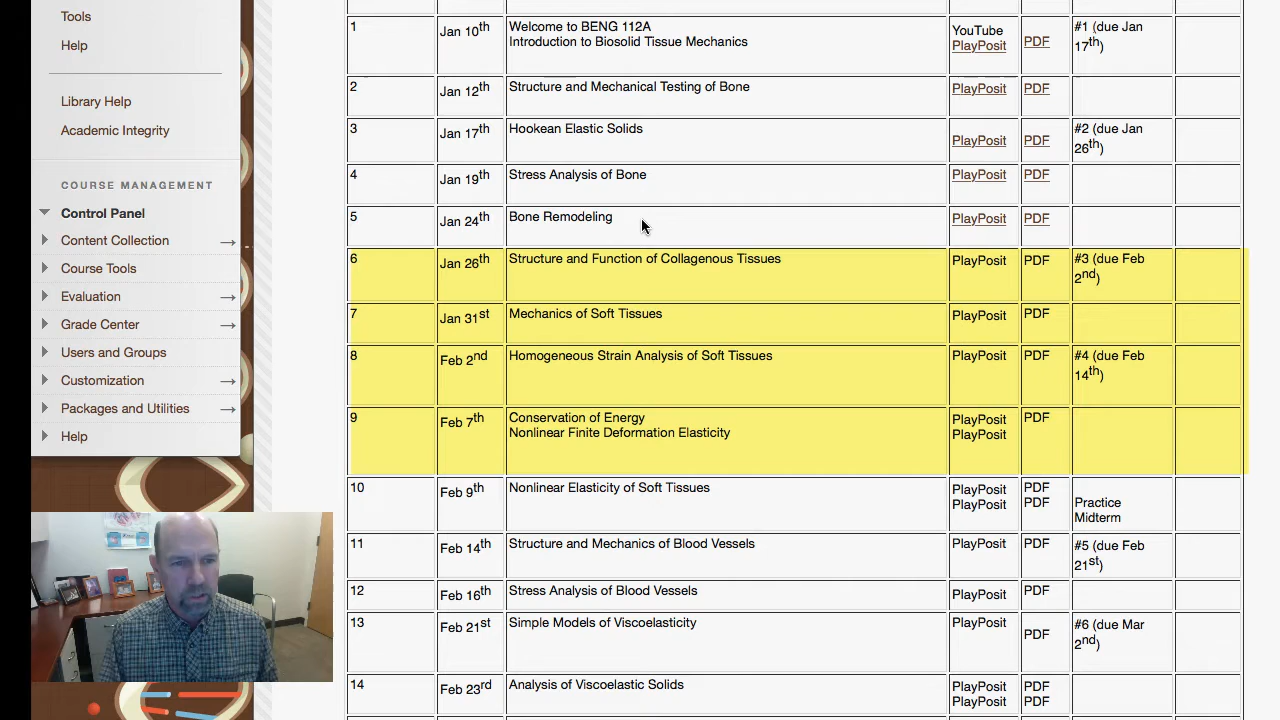 Tools
Help
Library Help
Academic Integrity
COURSE MANAGEMENT
Control Panel
Content Collection
Course Tools
Evaluation
Grade Center
Users and Groups
Customization
Packages and Utilities
Help
1 Jan 10th Welcome to BENG 112A YouTube PDF #1 (due Jan
Introduction to Biosolid Tissue Mechanics PlayPosit 17th)
2 Jan 12th Structure and Mechanical Testing of Bone PlayPosit PDF
3 Jan 17th Hookean Elastic Solids PlayPosit PDF #2 (due Jan
26th)
4 Jan 19th Stress Analysis of Bone PlayPosit PDF
5 Jan 24th Bone Remodeling PlayPosit PDF
6 Jan 26th Structure and Function of Collagenous Tissues PlayPosit PDF #3 (due Feb
2nd)
7 Jan 31st Mechanics of Soft Tissues PlayPosit PDF
8 Feb 2nd Homogeneous Strain Analysis of Soft Tissues PlayPosit PDF #4 (due Feb
14th)
9 Feb 7th Conservation of Energy PlayPosit PDF
Nonlinear Finite Deformation Elasticity PlayPosit
10 Feb 9th Nonlinear Elasticity of Soft Tissues PlayPosit PDF
PlayPosit PDF Practice
Midterm
11 Feb 14th Structure and Mechanics of Blood Vessels PlayPosit PDF #5 (due Feb
21st)
12 Feb 16th Stress Analysis of Blood Vessels PlayPosit PDF
13 Feb 21st Simple Models of Viscoelasticity PlayPosit PDF #6 (due Mar
2nd)
14 Feb 23rd Analysis of Viscoelastic Solids PlayPosit PDF
PlayPosit PDF